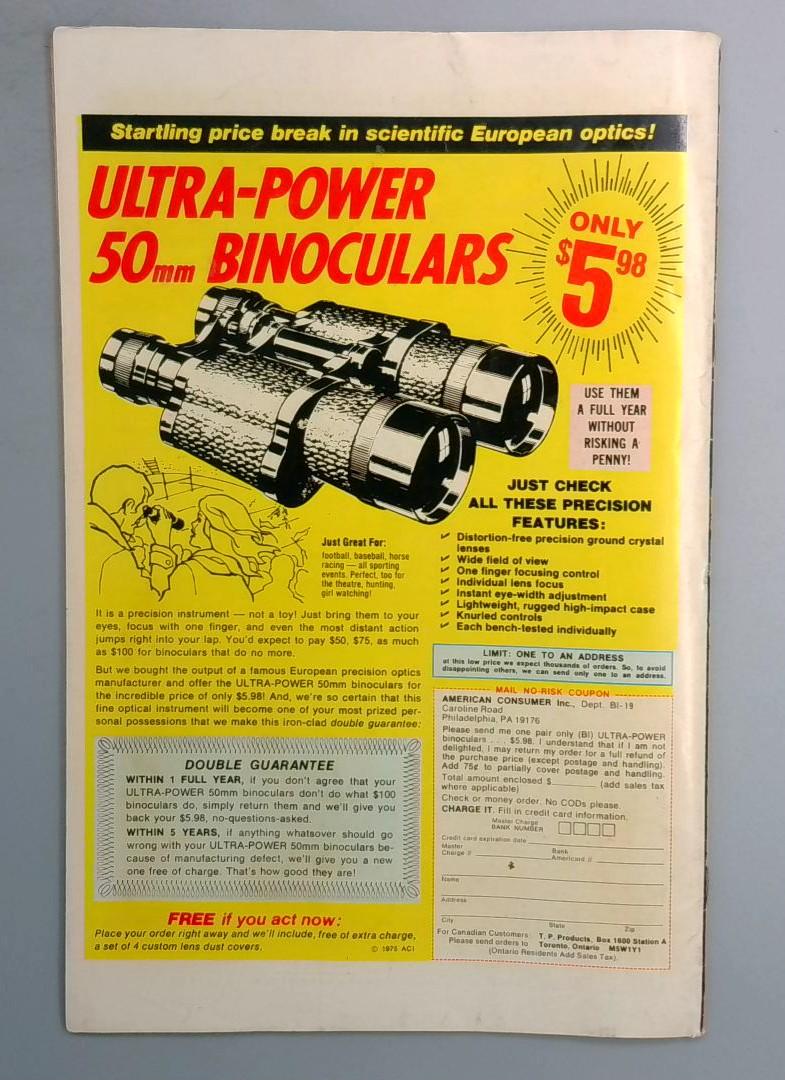 Startling price break in scientific European optics!
ULTRA-POWER
50mm BINOCULARS
ONLY
$5.98
USE THEM
A FULL YEAR
WITHOUT
RISKING A
PENNY!
JUST CHECK
ALL THESE PRECISION
FEATURES:
Distortion-free precision ground crystal
lenses
Wide field of view
One finger focusing control
Individual lens focus
Instant eye-width adjustment
Lightweight, rugged high-impact case
Knurled controls
Each bench-tested individually
Just Great For:
football, baseball, horse
racing — all sporting
events. Perfect, too for
the theatre, hunting,
girl watching!
It is a precision instrument — not a toy! Just bring them to your
eyes, focus with one finger, and even the most distant action
jumps right into your lap. You'd expect to pay $50, $75, as much
as $100 for binoculars that do no more.
But we bought the output of a famous European precision optics
manufacturer and offer the ULTRA-POWER 50mm binoculars for
the incredible price of only $5.98! And, we're so certain that this
fine optical instrument will become one of your most prized per-
sonal possessions that we make this iron-clad double guarantee:
DOUBLE GUARANTEE
WITHIN 1 FULL YEAR, if you don't agree that your
ULTRA-POWER 50mm binoculars don't do what $100
binoculars do, simply return them and we'll give you
back your $5.98, no-questions-asked.
WITHIN 5 YEARS, if anything whatsover should go
wrong with your ULTRA-POWER 50mm binoculars be-
cause of manufacturing defect, we'll give you a new
one free of charge. That's how good they are!
FREE if you act now:
Place your order right away and we'll include, free of extra charge,
a set of 4 custom lens dust covers.
© 1975 ACI
LIMIT: ONE TO AN ADDRESS
at this low price we expect thousands of orders. So, to avoid
disappointing others, we can send only one to an address.
MAIL NO-RISK COUPON
AMERICAN CONSUMER Inc., Dept. BI-19
Caroline Road
Philadelphia, PA 19176
Please send me one pair only (BI) ULTRA-POWER
binoculars . . . $5.98. I understand that if I am not
delighted, I may return my order for a full refund of
the purchase price (except postage and handling).
Add 75¢ to partially cover postage and handling.
Total amount enclosed $ (add sales tax
where applicable)
Check or money order. No CODs please.
CHARGE IT. Fill in credit card information.
Master Charge
BANK NUMBER
Credit card expiration date
Master
Charge #
Bank
Americard #
Name
Address
City State Zip
For Canadian Customers
Please send orders to
T. P. Products, Box 1600 Station A
Toronto, Ontario M5W1Y1
(Ontario Residents Add Sales Tax).